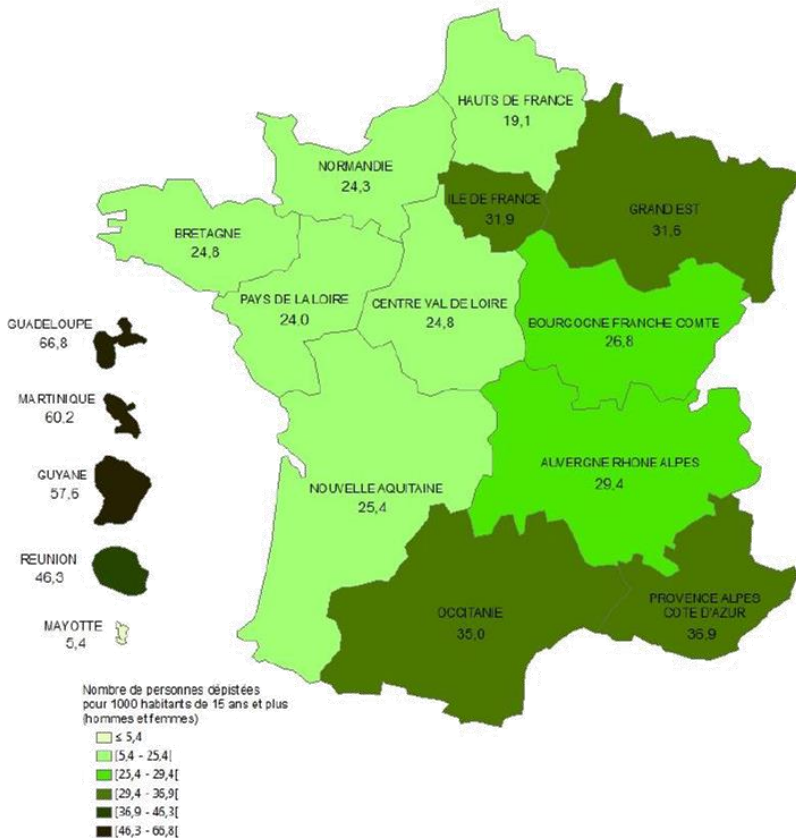 HAUTS DE FRANCE
19,1
NORMANDIE
24,3
ILE DE FRANCE
31,9
GRAND EST
31,6
BRETAGNE
24,8
PAYS DE LA LOIRE
24,0
CENTRE VAL DE LOIRE
24,8
BOURGOGNE FRANCHE COMTE
26,8
GUADELOUPE
66,8
MARTINIQUE
60,2
GUYANE
57,6
REUNION
46,3
MAYOTTE
5,4
AUVERGNE RHONE ALPES
29,4
NOUVELLE AQUITAINE
25,4
OCCITANIE
35,0
PROVENCE ALPES
COTE D'AZUR
36,9
Nombre de personnes dépistées
pour 1000 habitants de 15 ans et plus
(hommes et femmes)
≤ 5,4
[5,4 - 25,4[
[25,4 - 29,4[
[29,4 - 36,9[
[36,9 - 46,3[
[46,3 - 66,8[